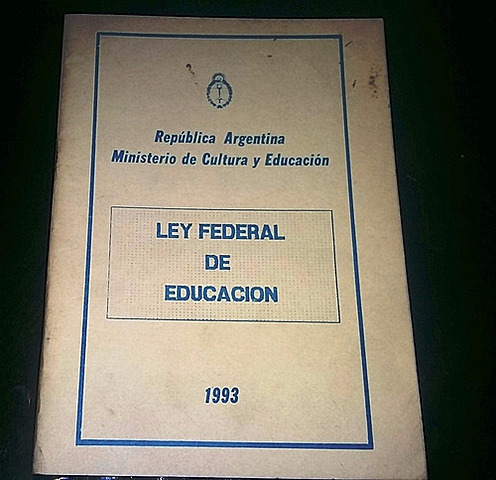 República Argentina
Ministerio de Cultura y Educación
LEY FEDERAL
DE
EDUCACION
1993